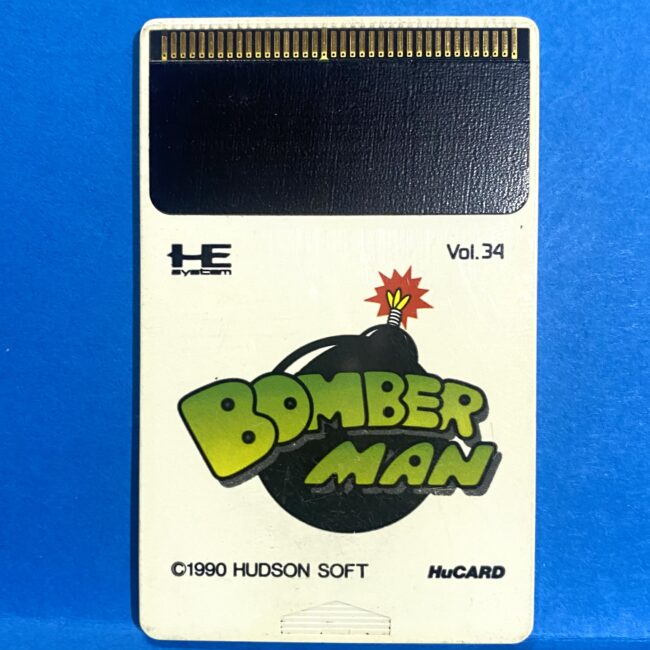 HE
system
Vol.34
BOMBER
MAN
©1990 HUDSON SOFT
HuCARD